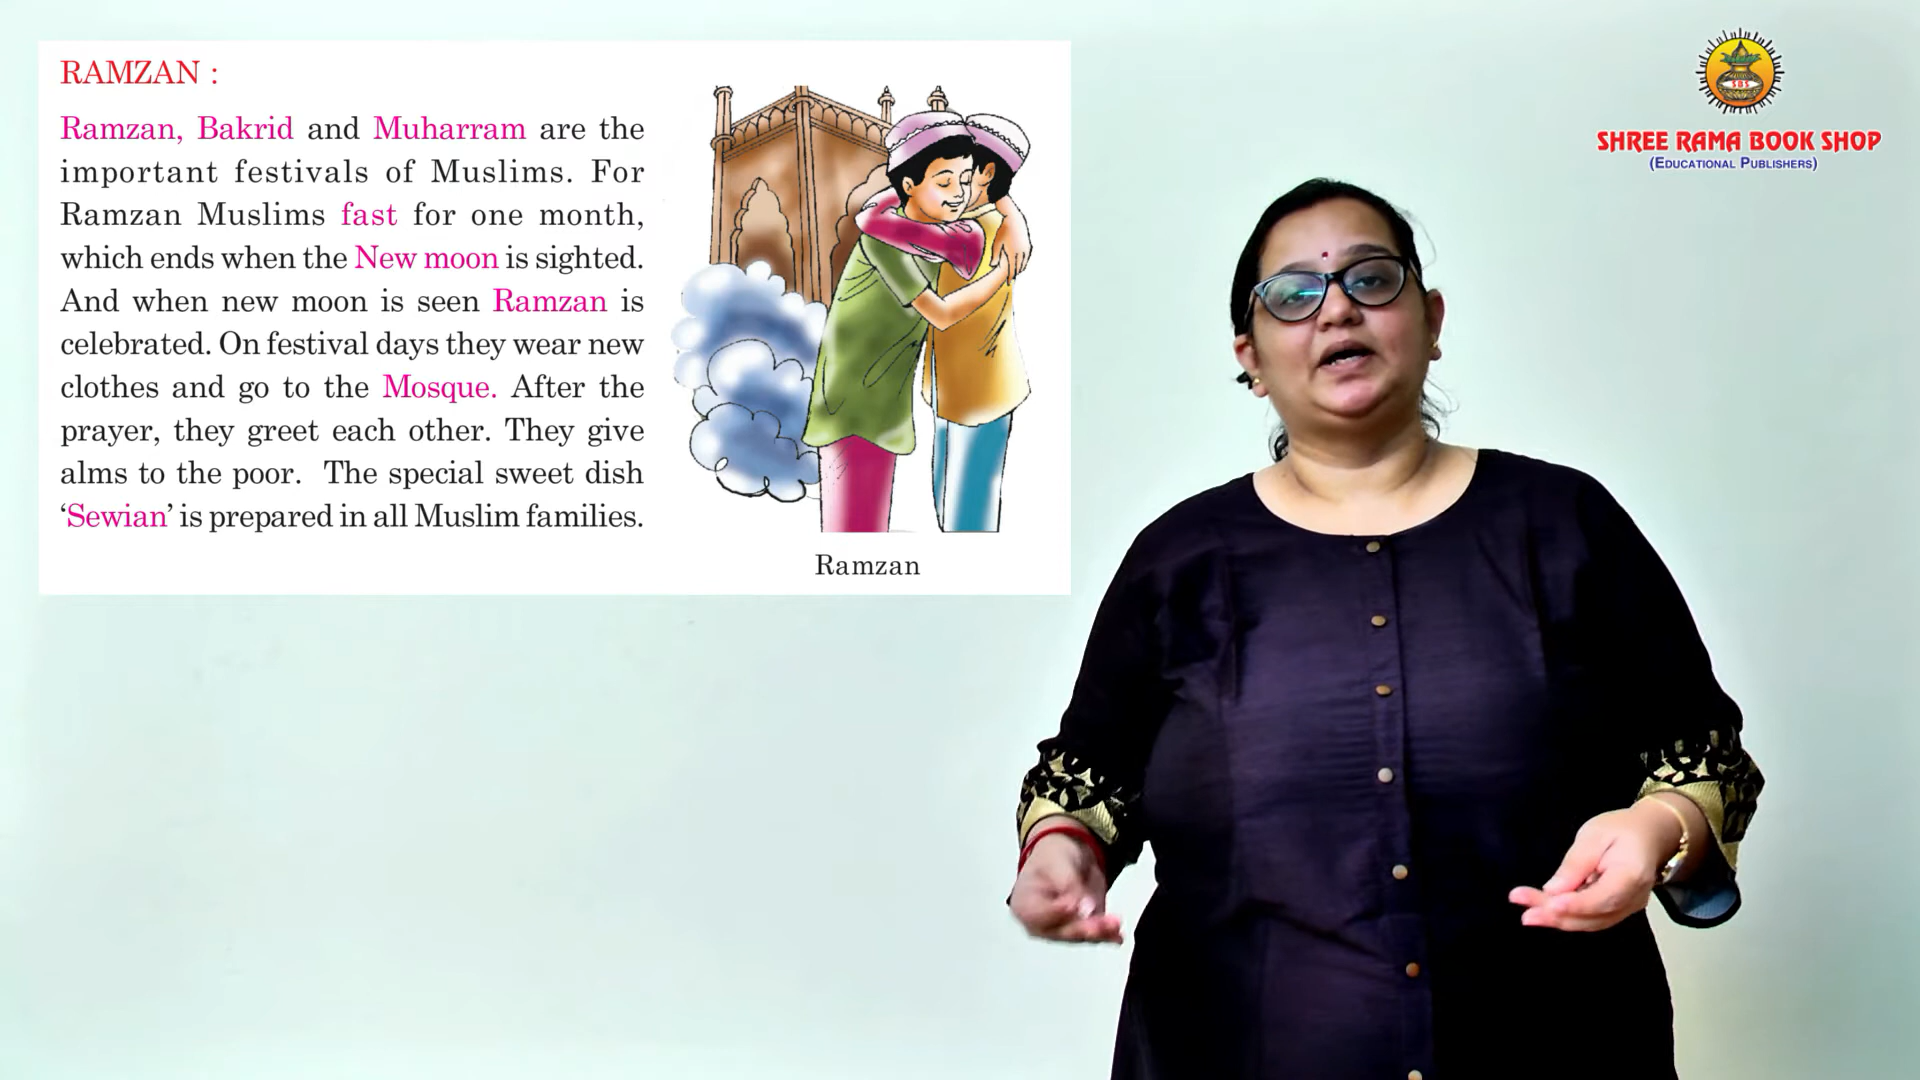 RAMZAN :
Ramzan, Bakrid and Muharram are the
important festivals of Muslims. For
Ramzan Muslims fast for one month,
which ends when the New moon is sighted.
And when new moon is seen Ramzan is
celebrated. On festival days they wear new
clothes and go to the Mosque. After the
prayer, they greet each other. They give
alms to the poor. The special sweet dish
‘Sewian’ is prepared in all Muslim families.
Ramzan
SBS
SHREE RAMA BOOK SHOP
(EDUCATIONAL PUBLISHERS)